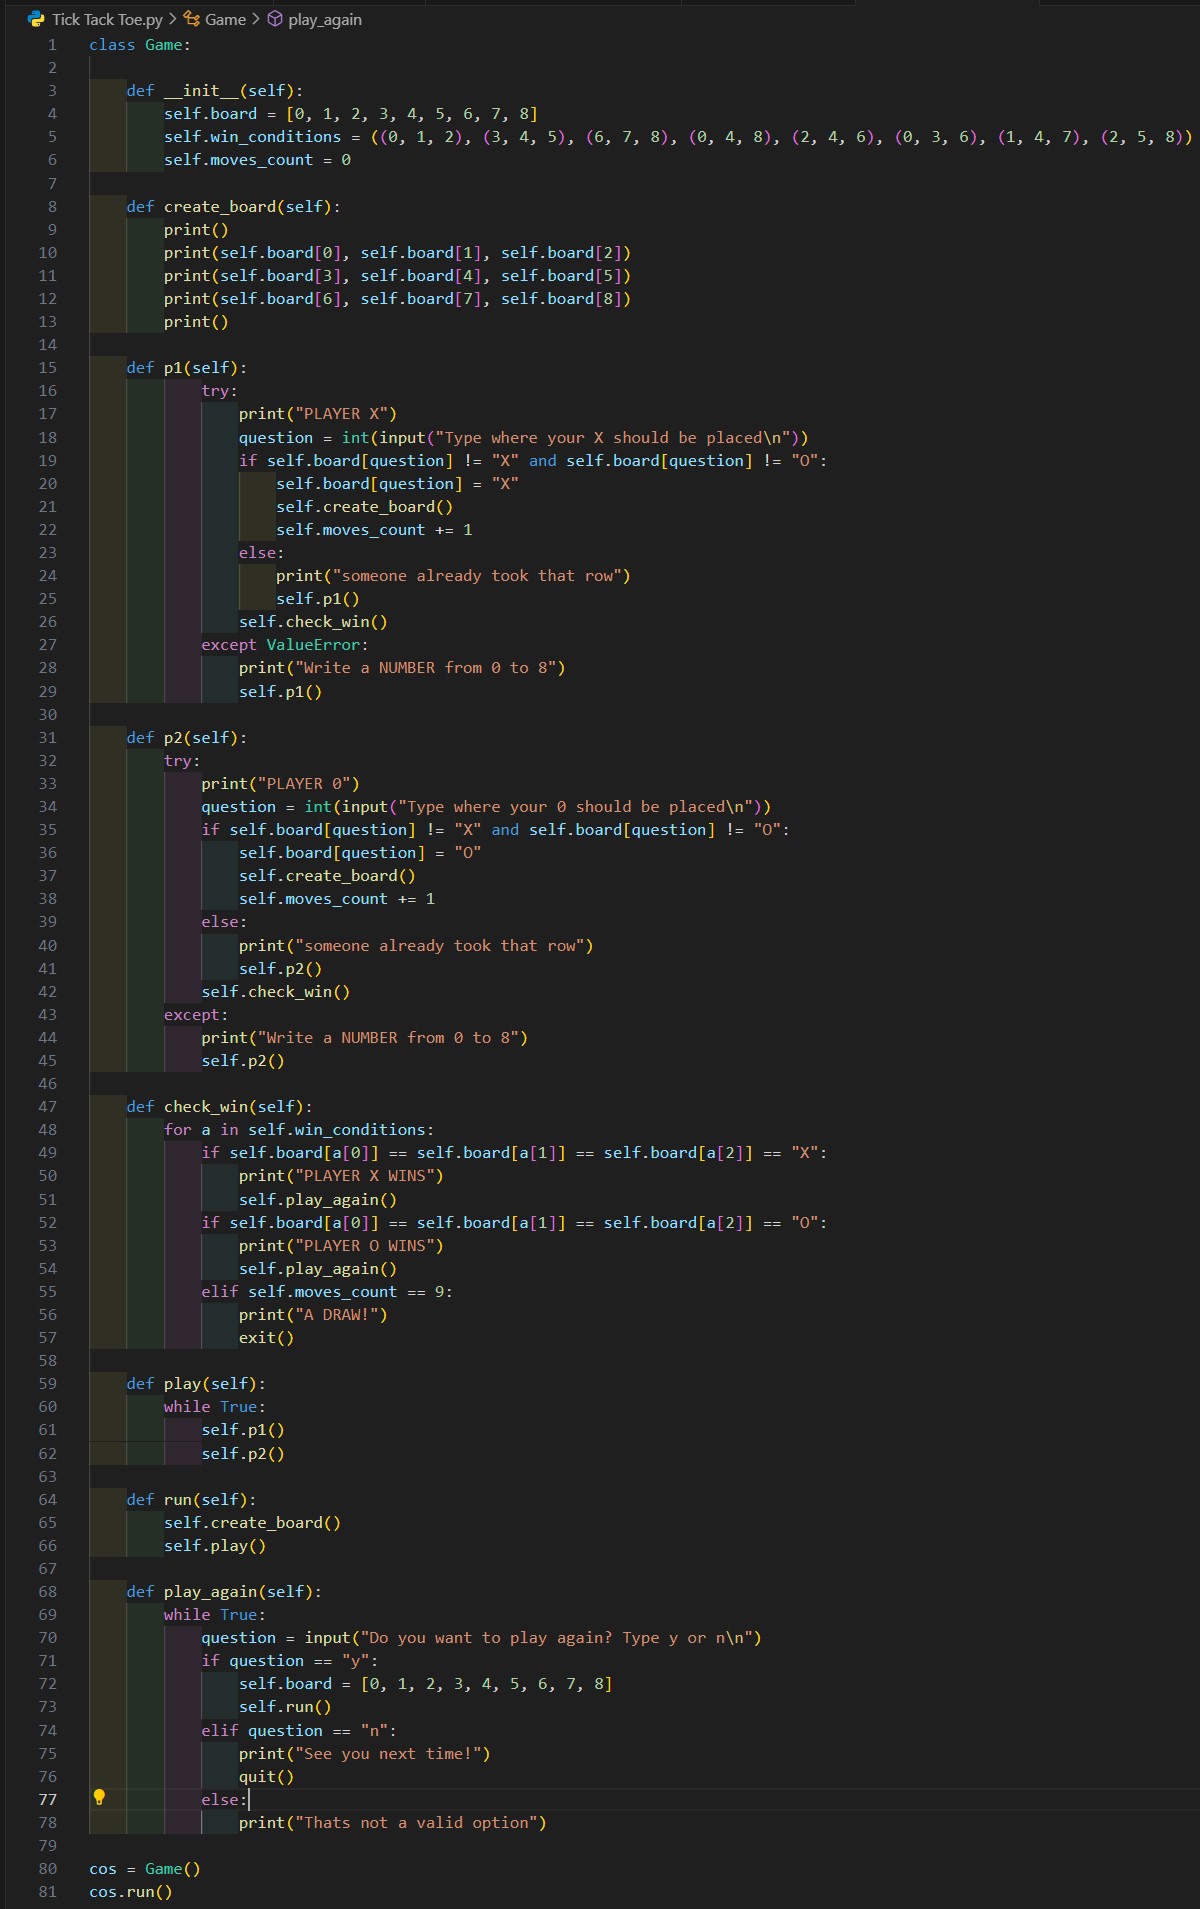 Tick Tack Toe.py > Game > play_again
1 class Game:
2
3     def __init__(self):
4         self.board = [0, 1, 2, 3, 4, 5, 6, 7, 8]
5         self.win_conditions = ((0, 1, 2), (3, 4, 5), (6, 7, 8), (0, 4, 8), (2, 4, 6), (0, 3, 6), (1, 4, 7), (2, 5, 8))
6         self.moves_count = 0
7
8     def create_board(self):
9         print()
10         print(self.board[0], self.board[1], self.board[2])
11         print(self.board[3], self.board[4], self.board[5])
12         print(self.board[6], self.board[7], self.board[8])
13         print()
14
15     def p1(self):
16             try:
17                 print("PLAYER X")
18                 question = int(input("Type where your X should be placed\n"))
19                 if self.board[question] != "X" and self.board[question] != "O":
20                     self.board[question] = "X"
21                     self.create_board()
22                     self.moves_count += 1
23                 else:
24                     print("someone already took that row")
25                     self.p1()
26                 self.check_win()
27             except ValueError:
28                 print("Write a NUMBER from 0 to 8")
29                 self.p1()
30
31     def p2(self):
32         try:
33             print("PLAYER 0")
34             question = int(input("Type where your 0 should be placed\n"))
35             if self.board[question] != "X" and self.board[question] != "O":
36                 self.board[question] = "O"
37                 self.create_board()
38                 self.moves_count += 1
39             else:
40                 print("someone already took that row")
41                 self.p2()
42             self.check_win()
43         except:
44             print("Write a NUMBER from 0 to 8")
45             self.p2()
46
47     def check_win(self):
48         for a in self.win_conditions:
49             if self.board[a[0]] == self.board[a[1]] == self.board[a[2]] == "X":
50                 print("PLAYER X WINS")
51                 self.play_again()
52             if self.board[a[0]] == self.board[a[1]] == self.board[a[2]] == "O":
53                 print("PLAYER O WINS")
54                 self.play_again()
55             elif self.moves_count == 9:
56                 print("A DRAW!")
57                 exit()
58
59     def play(self):
60         while True:
61             self.p1()
62             self.p2()
63
64     def run(self):
65         self.create_board()
66         self.play()
67
68     def play_again(self):
69         while True:
70             question = input("Do you want to play again? Type y or n\n")
71             if question == "y":
72                 self.board = [0, 1, 2, 3, 4, 5, 6, 7, 8]
73                 self.run()
74             elif question == "n":
75                 print("See you next time!")
76                 quit()
77             else:
78                 print("Thats not a valid option")
79
80 cos = Game()
81 cos.run()